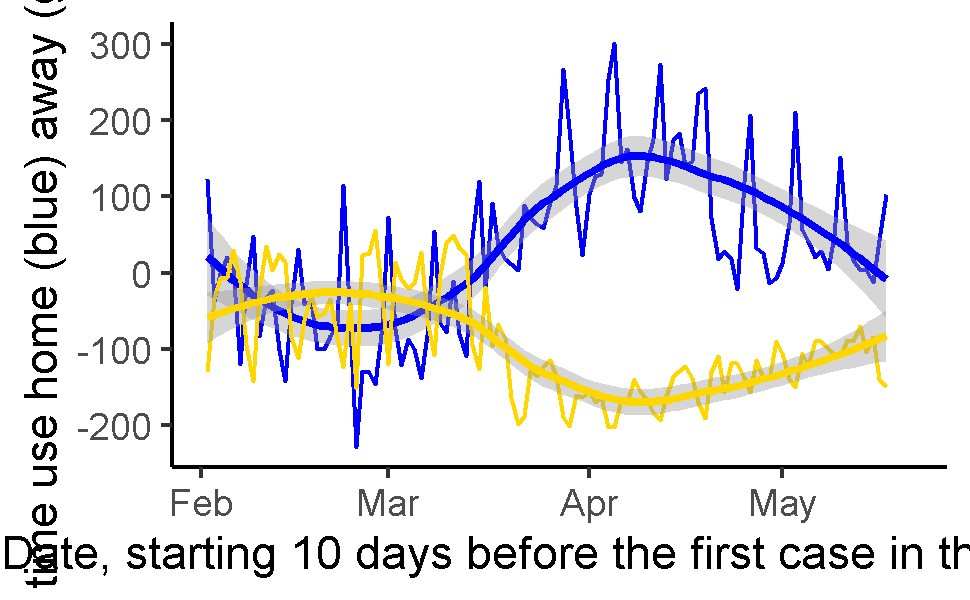 time use home (blue) away (
300
200
100
0
-100
-200
Feb Mar Apr May
Date, starting 10 days before the first case in th